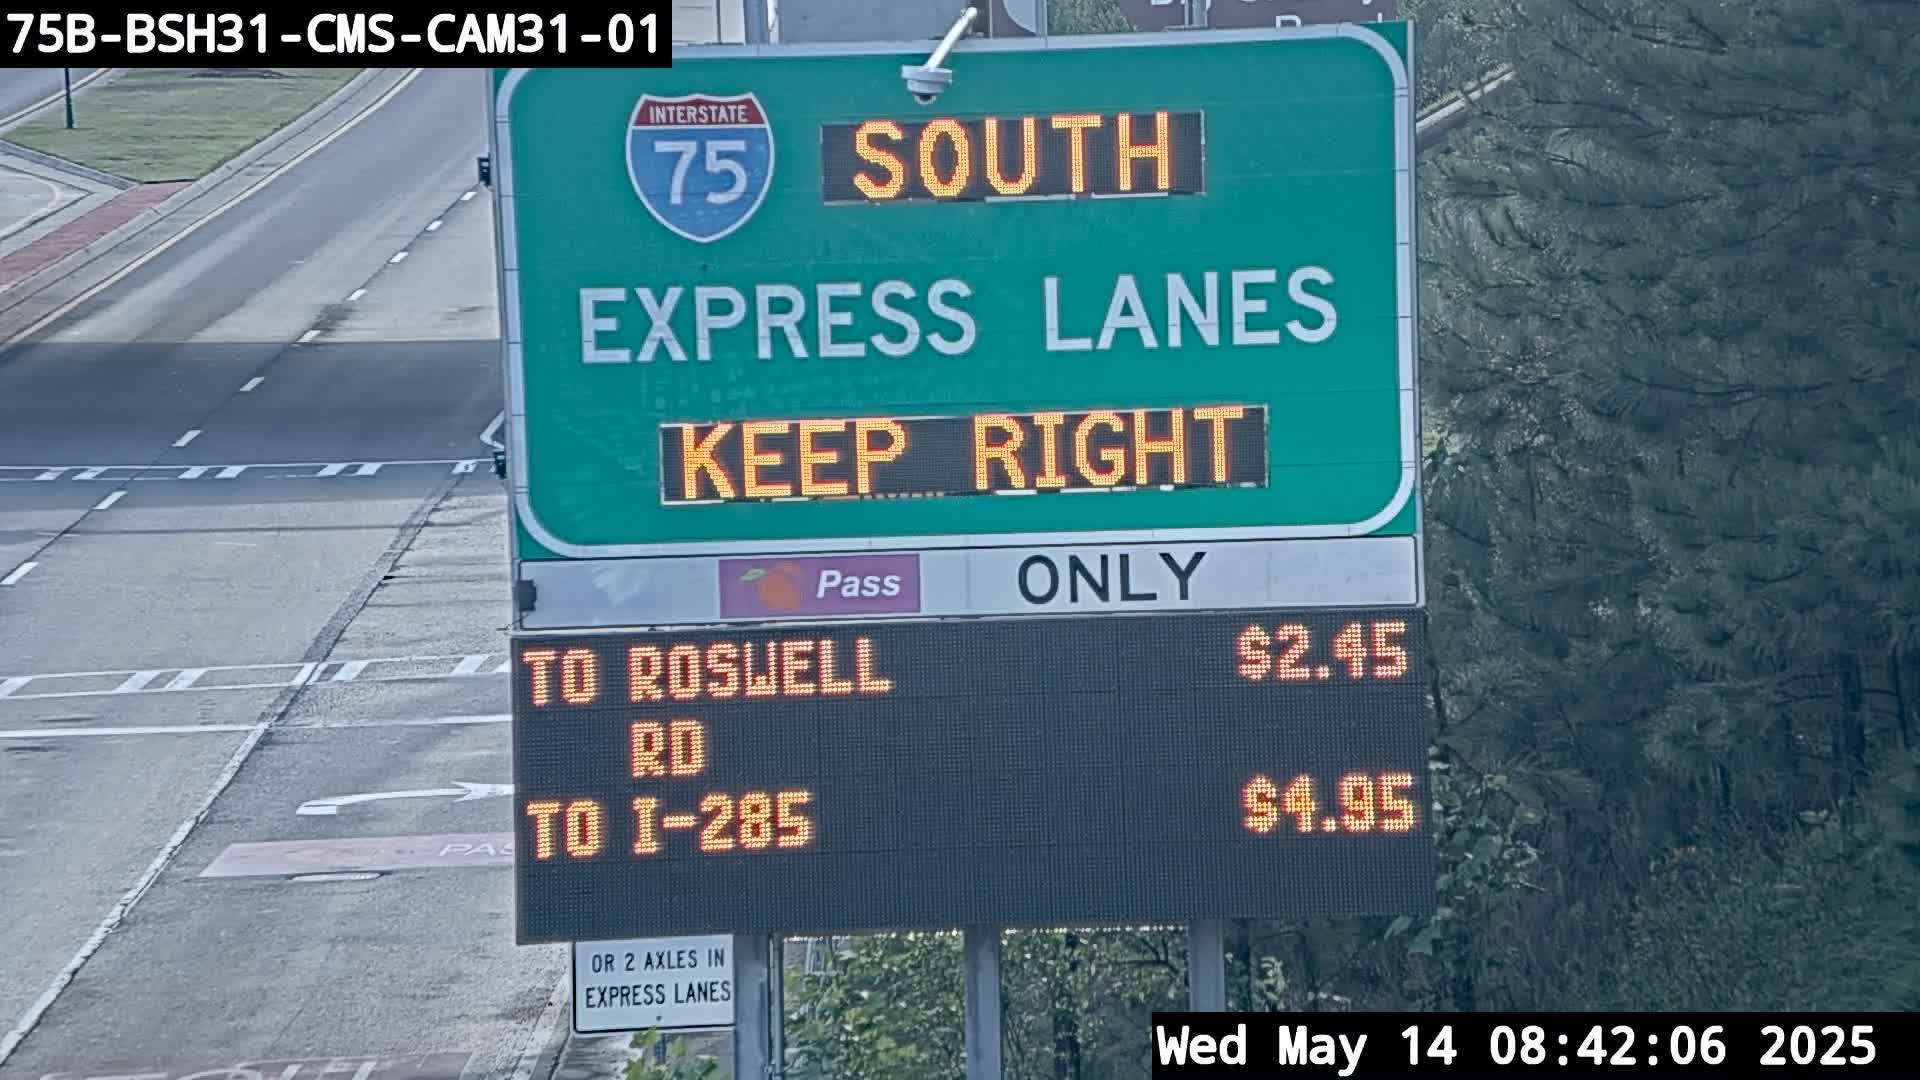 75B-BSH31-CMS-CAM31-01
INTERSTATE
75
SOUTH
EXPRESS LANES
KEEP RIGHT
Pass
ONLY
TO ROSWELL $2.45
RD
TO I-285 $4.95
OR 2 AXLES IN
EXPRESS LANES
Wed May 14 08:42:06 2025